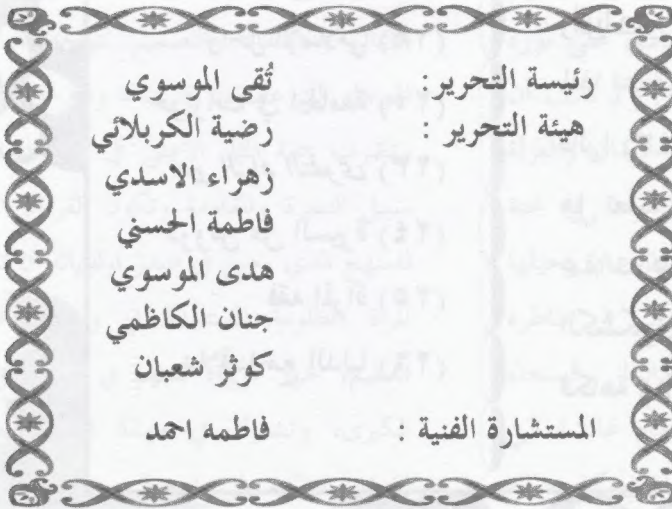 رئيسة التحرير: تُقى الموسوي
هيئة التحرير : رضية الكربلائي
زهراء الاسدي
فاطمة الحسني
هدى الموسوي
جنان الكاظمي
كوثر شعبان
المستشارة الفنية : فاطمه احمد